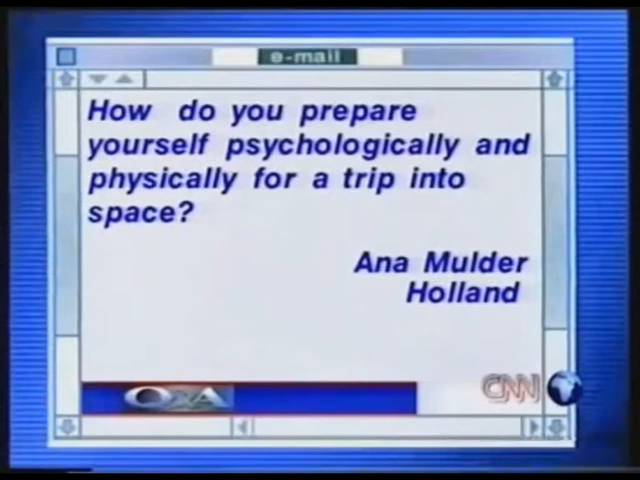 e-mail
How do you prepare
yourself psychologically and
physically for a trip into
space?
Ana Mulder
Holland
Q&A
CNN